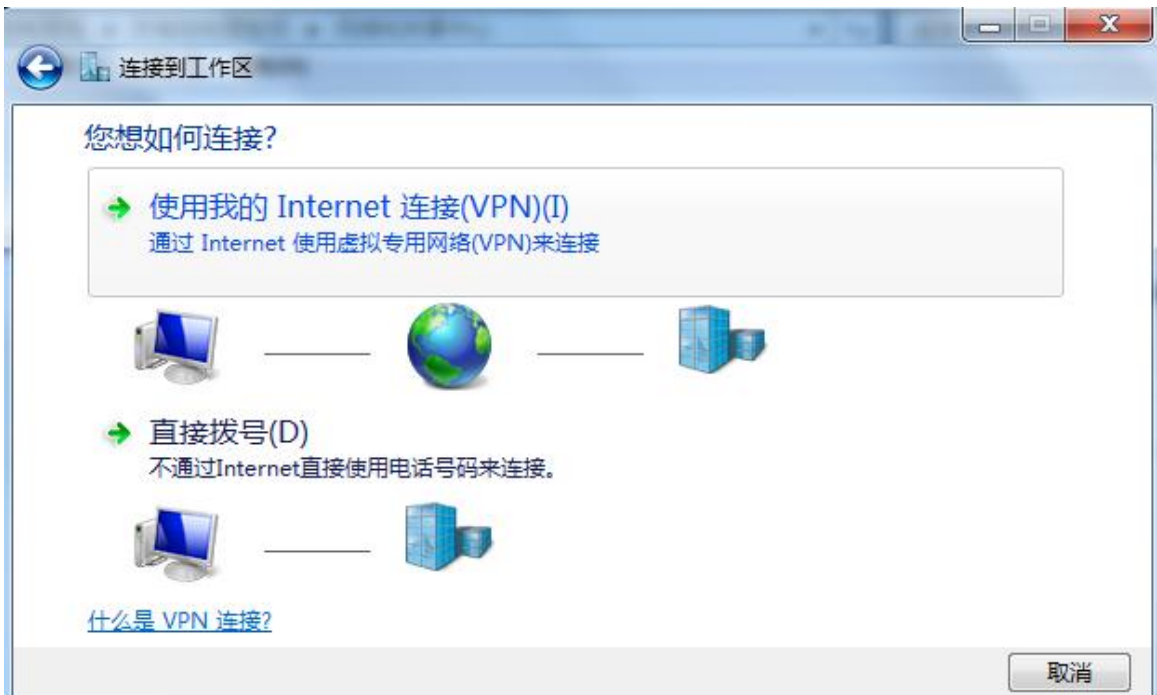 连接到工作区
您想如何连接?
使用我的 Internet 连接(VPN)(I)
通过 Internet 使用虚拟专用网络(VPN)来连接
直接拨号(D)
不通过Internet直接使用电话号码来连接。
什么是 VPN 连接?
取消